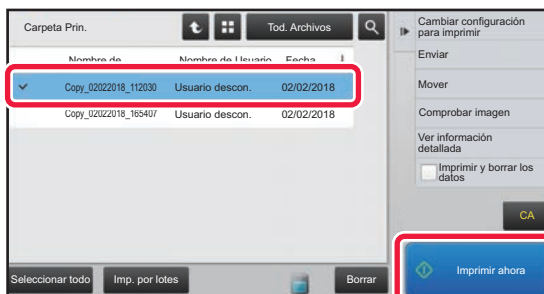 Carpeta Prin.
Tod. Archivos
Nombre de
Nombre de Usuario
Fecha
Copy_02022018_112030 Usuario descon. 02/02/2018
Copy_02022018_165407 Usuario descon. 02/02/2018
Seleccionar todo
Imp. por lotes
Borrar
Cambiar configuración
para imprimir
Enviar
Mover
Comprobar imagen
Ver información
detallada
Imprimir y borrar los
datos
CA
Imprimir ahora